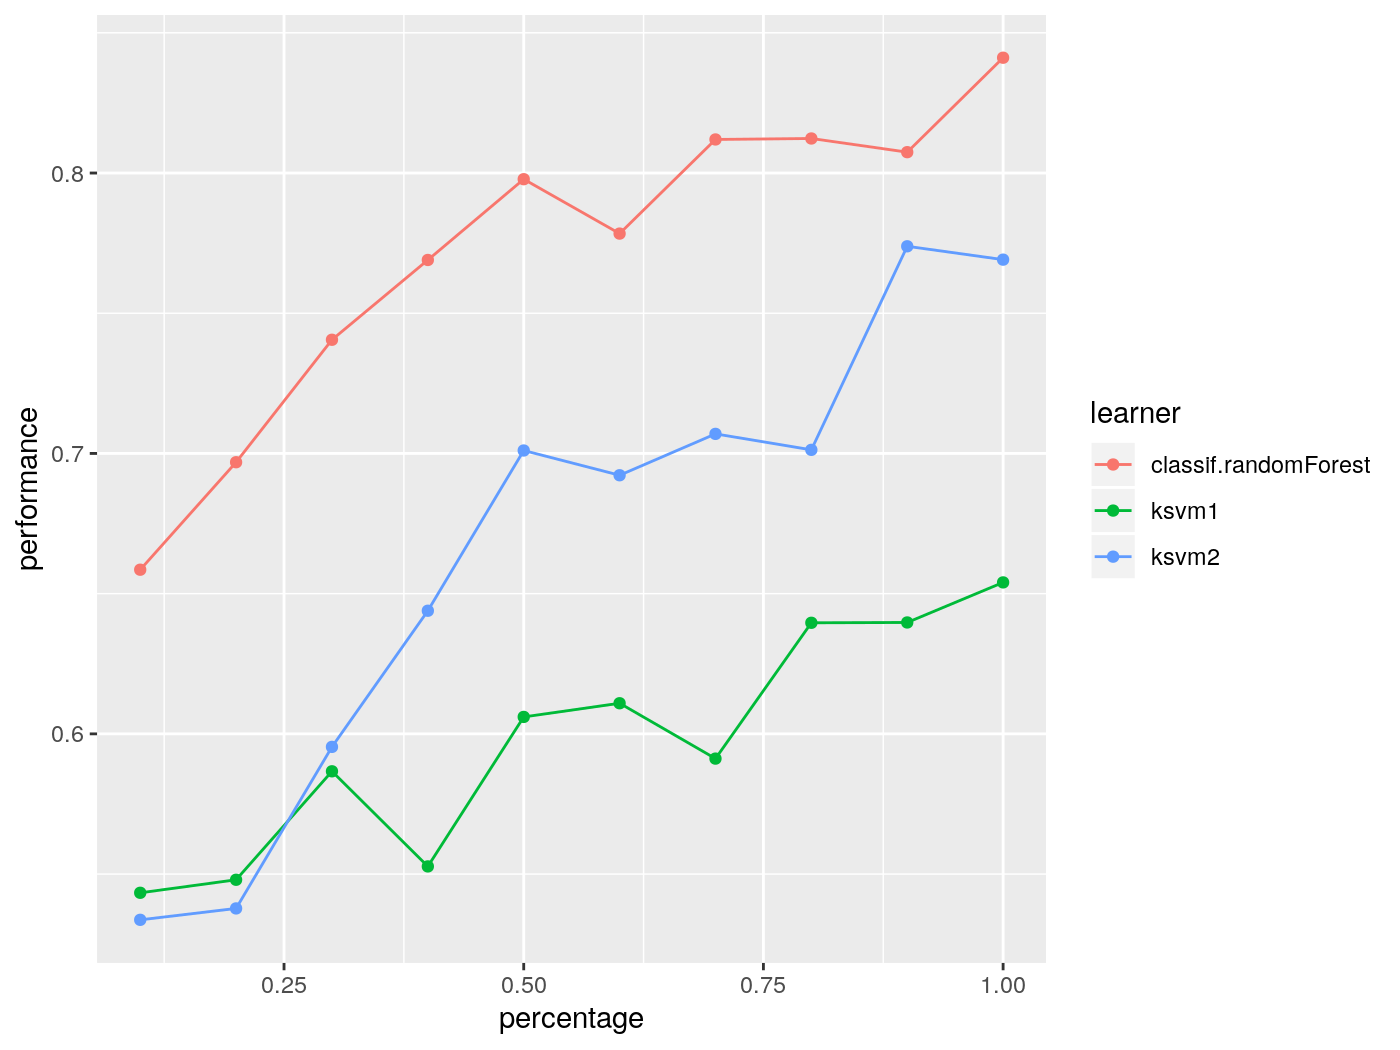 performance
0.8
0.7
0.6
0.25 0.50 0.75 1.00
percentage
learner
classif.randomForest
ksvm1
ksvm2